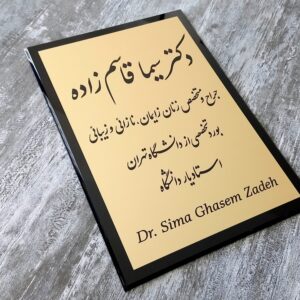 دکتر سیما قاسم زاده
جراح و متخصص زنان زایمان، نازائی و زیبائی
بورد تخصصی از دانشگاه تهران
استادیار دانشگاه
Dr. Sima Ghasem Zadeh